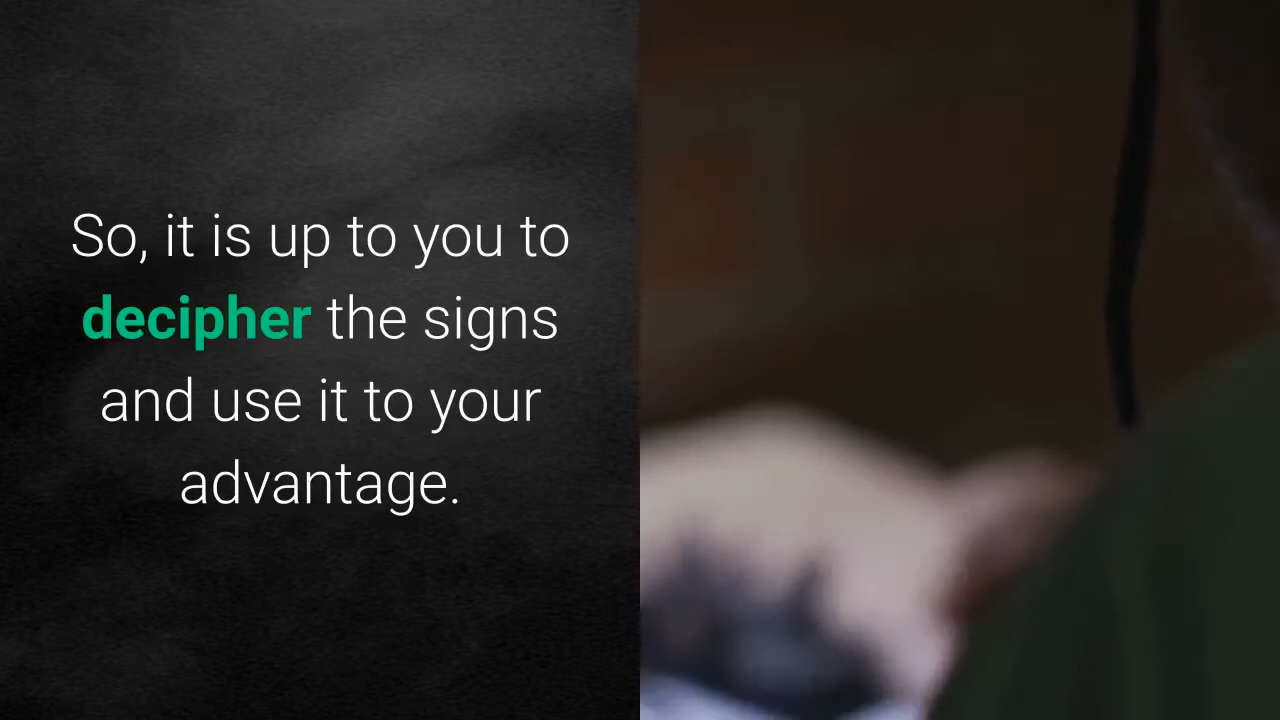 So, it is up to you to
decipher the signs
and use it to your
advantage.